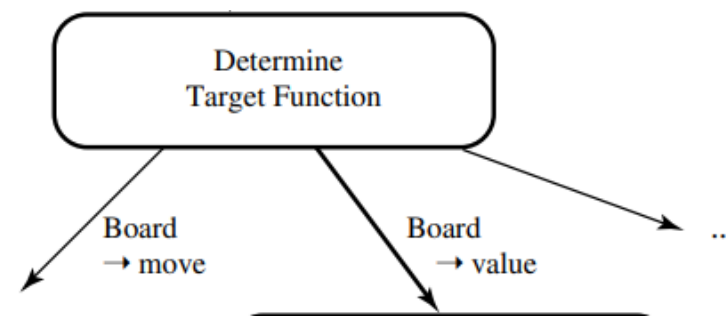 Determine
Target Function
Board
→ move
Board
→ value
..